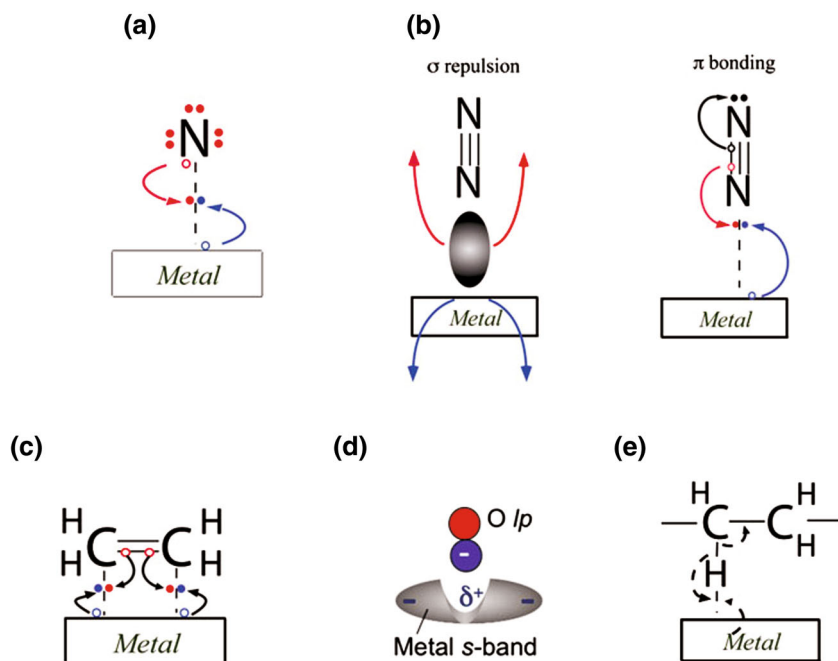 (a)
N
Metal
(b)
σ repulsion
N
N
Metal
π bonding
N
N
Metal
(c)
H H
C C
H H
Metal
(d)
O lp
-
δ+
- -
Metal s-band
(e)
H H
C C
H H
Metal